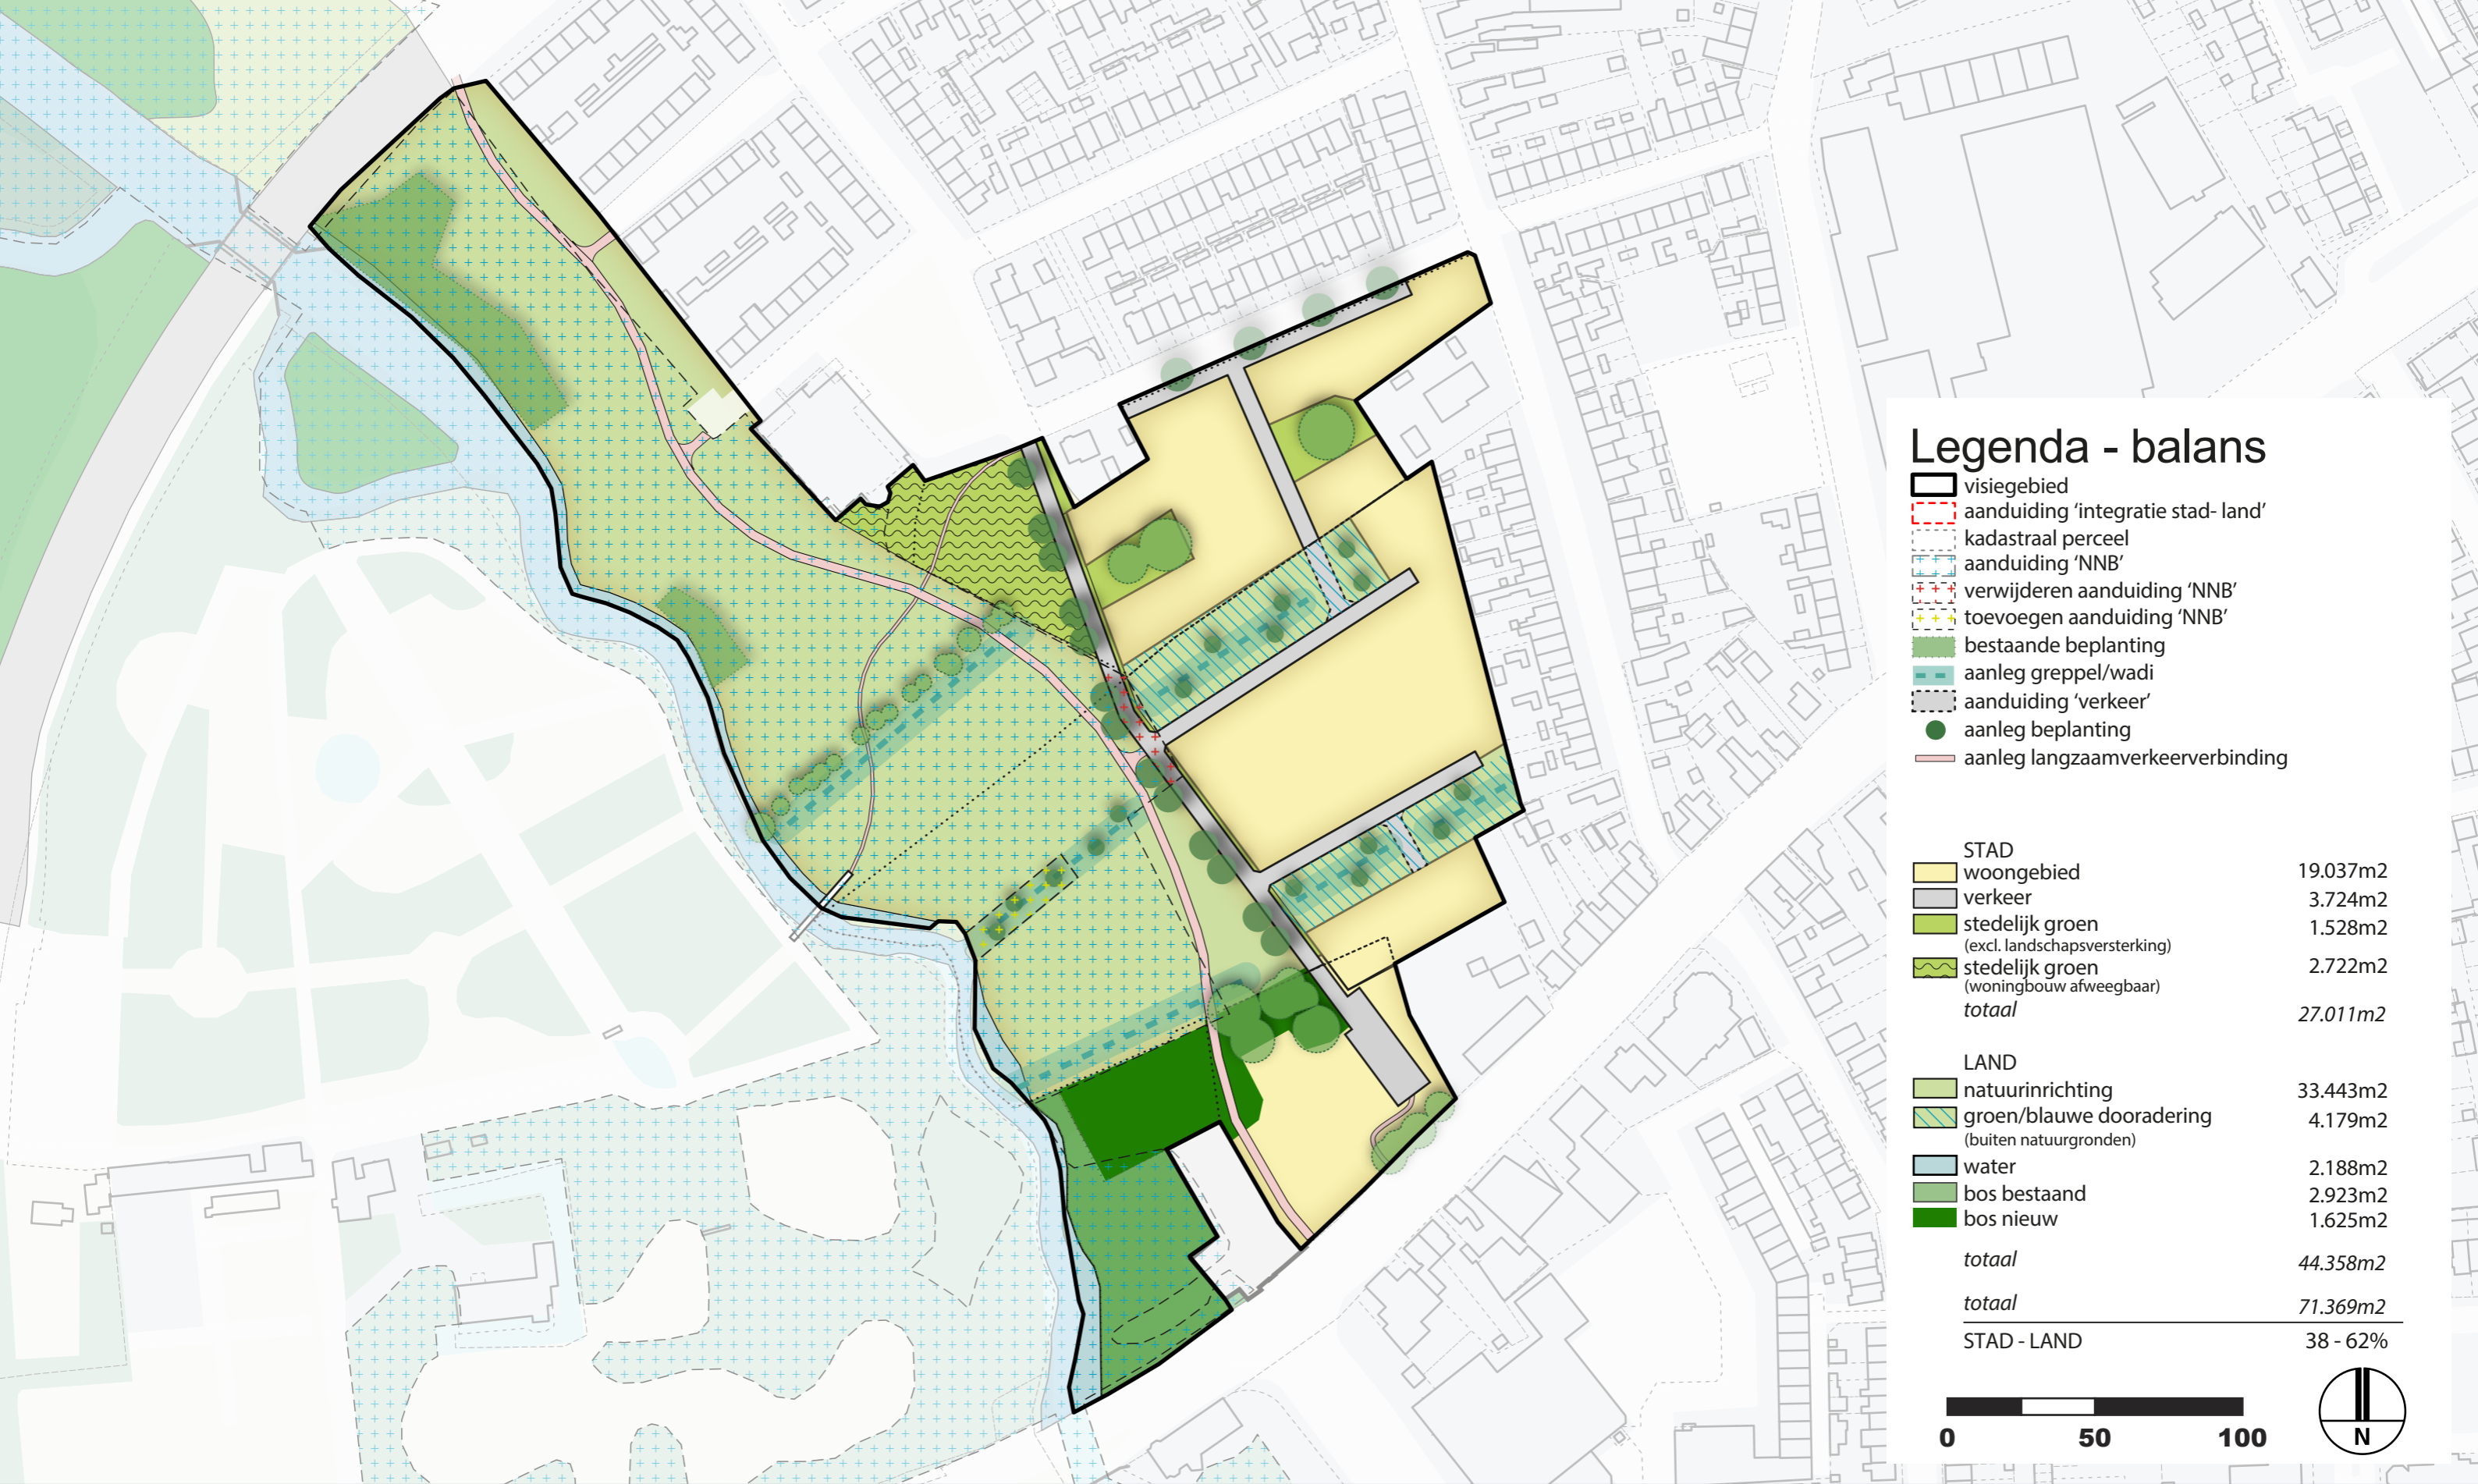 Legenda - balans
visiegebied
aanduiding ‘integratie stad- land’
kadastraal perceel
aanduiding ‘NNB’
verwijderen aanduiding ‘NNB’
toevoegen aanduiding ‘NNB’
bestaande beplanting
aanleg greppel/wadi
aanduiding ‘verkeer’
aanleg beplanting
aanleg langzaamverkeerverbinding
STAD
woongebied 19.037m2
verkeer 3.724m2
stedelijk groen 1.528m2
(excl. landschapsversterking)
stedelijk groen 2.722m2
(woningbouw afweegbaar)
totaal 27.011m2
LAND
natuurinrichting 33.443m2
groen/blauwe dooradering 4.179m2
(buiten natuurgronden)
water 2.188m2
bos bestaand 2.923m2
bos nieuw 1.625m2
totaal 44.358m2
totaal 71.369m2
STAD - LAND 38 - 62%
0 50 100
N